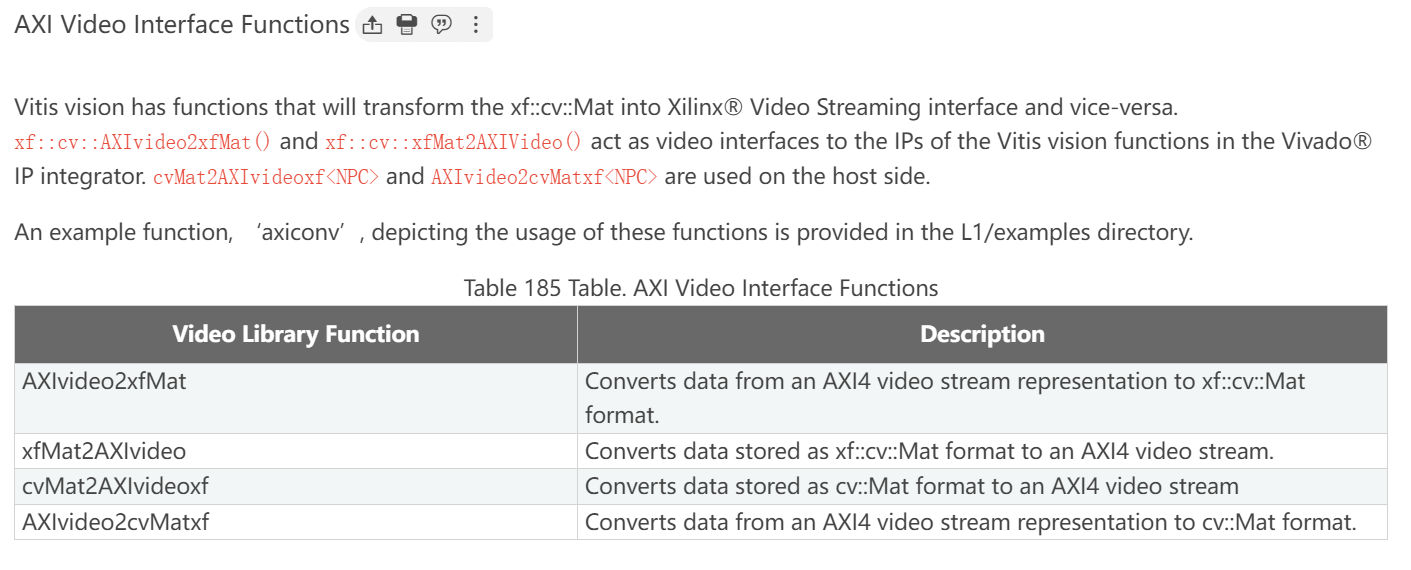 AXI Video Interface Functions
Vitis vision has functions that will transform the xf::cv::Mat into Xilinx® Video Streaming interface and vice-versa.
xf::cv::AXIvideo2xfMat() and xf::cv::xfMat2AXIVideo() act as video interfaces to the IPs of the Vitis vision functions in the Vivado®
IP integrator. cvMat2AXIvideoxf<NPC> and AXIvideo2cvMatxf<NPC> are used on the host side.
An example function, ‘axiconv’, depicting the usage of these functions is provided in the L1/examples directory.
Table 185 Table. AXI Video Interface Functions
Video Library Function Description
AXIvideo2xfMat Converts data from an AXI4 video stream representation to xf::cv::Mat
format.
xfMat2AXIvideo Converts data stored as xf::cv::Mat format to an AXI4 video stream.
cvMat2AXIvideoxf Converts data stored as cv::Mat format to an AXI4 video stream
AXIvideo2cvMatxf Converts data from an AXI4 video stream representation to cv::Mat format.